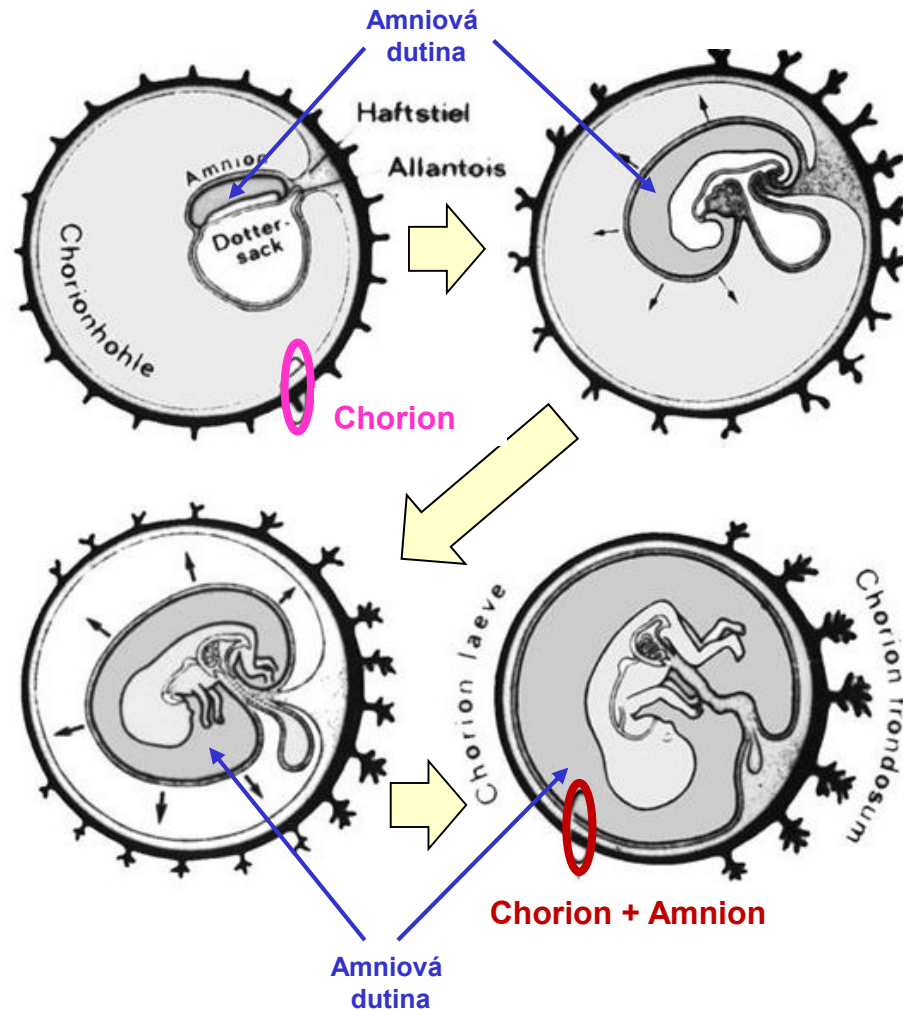 Amniová
dutina
Haftstiel
Amnion
Allantois
Dotter-
sack
Chorionhohle
Chorion
Chorion laeve
Chorion frondosum
Chorion + Amnion
Amniová
dutina